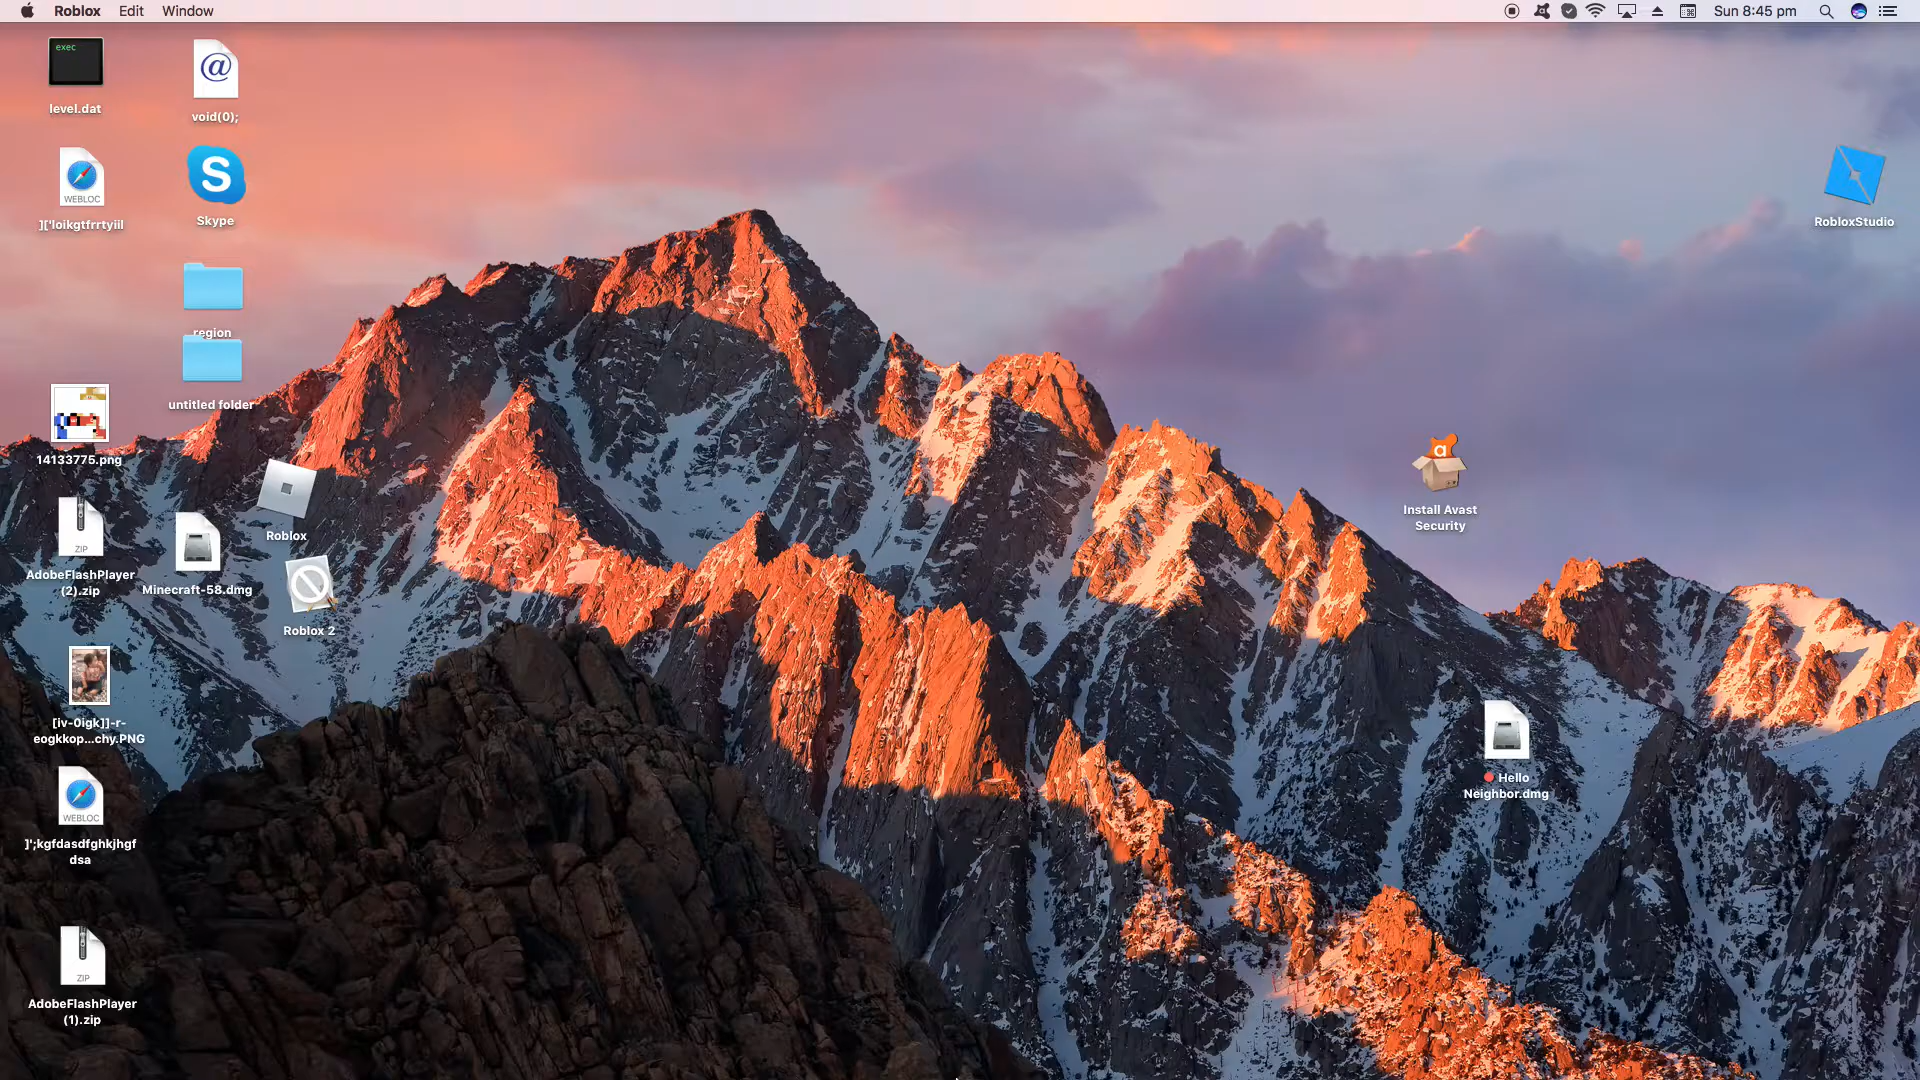 Roblox Edit Window
Sun 8:45 pm
exec
level.dat
@
void(0);
WEBLOC
]['loikgtfrrtyiil
S
Skype
region
untitled folder
14133775.png
Roblox
ZIP
AdobeFlashPlayer
(2).zip
Minecraft-58.dmg
Roblox 2
[iv-0igk]]-r-
eogkkop...chy.PNG
WEBLOC
]';kgfdasdfghkjhgf
dsa
ZIP
AdobeFlashPlayer
(1).zip
RobloxStudio
a
Install Avast
Security
Hello
Neighbor.dmg